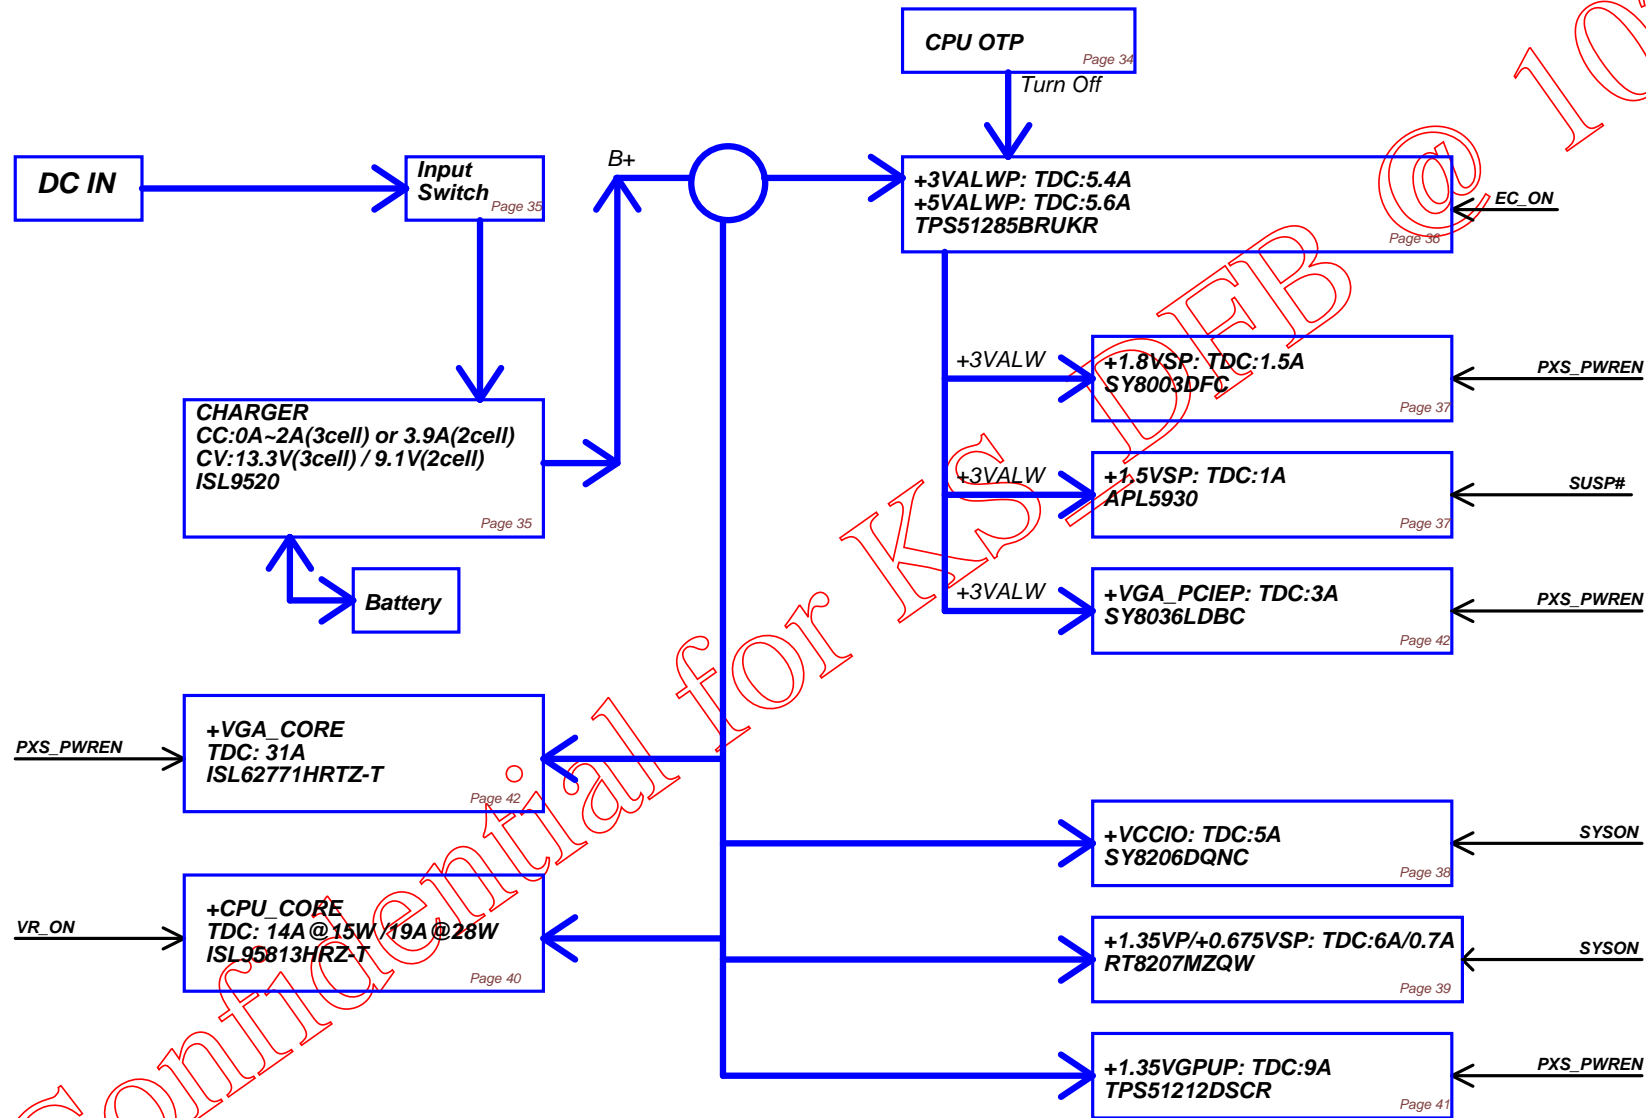 CPU OTP
Page 34
Turn Off
DC IN
Input
Switch
Page 35
B+
+3VALWP: TDC:5.4A
+5VALWP: TDC:5.6A
TPS51285BRUKR
Page 36
EC_ON
+3VALW
+1.8VSP: TDC:1.5A
SY8003DFC
Page 37
PXS_PWREN
CHARGER
CC:0A~2A(3cell) or 3.9A(2cell)
CV:13.3V(3cell) / 9.1V(2cell)
ISL9520
Page 35
+3VALW
+1.5VSP: TDC:1A
APL5930
Page 37
SUSP#
Battery
+3VALW
+VGA_PCIEP: TDC:3A
SY8036LDBC
Page 42
PXS_PWREN
PXS_PWREN
+VGA_CORE
TDC: 31A
ISL62771HRTZ-T
Page 42
+VCCIO: TDC:5A
SY8206DQNC
Page 38
SYSON
VR_ON
+CPU_CORE
TDC: 14A@15W /19A@28W
ISL95813HRZ-T
Page 40
+1.35VP/+0.675VSP: TDC:6A/0.7A
RT8207MZQW
Page 39
SYSON
+1.35VGPUP: TDC:9A
TPS51212DSCR
Page 41
PXS_PWREN
Confidential for KS_DFB @ 10